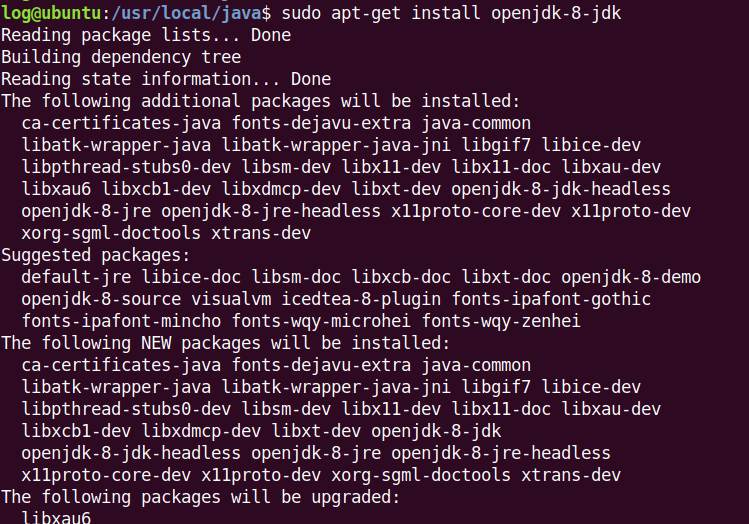 log@ubuntu:/usr/local/java$ sudo apt-get install openjdk-8-jdk
Reading package lists... Done
Building dependency tree
Reading state information... Done
The following additional packages will be installed:
  ca-certificates-java fonts-dejavu-extra java-common
  libatk-wrapper-java libatk-wrapper-java-jni libgif7 libice-dev
  libpthread-stubs0-dev libsm-dev libx11-dev libx11-doc libxau-dev
  libxau6 libxcb1-dev libxdmcp-dev libxt-dev openjdk-8-jdk-headless
  openjdk-8-jre openjdk-8-jre-headless x11proto-core-dev x11proto-dev
  xorg-sgml-doctools xtrans-dev
Suggested packages:
  default-jre libice-doc libsm-doc libxcb-doc libxt-doc openjdk-8-demo
  openjdk-8-source visualvm icedtea-8-plugin fonts-ipafont-gothic
  fonts-ipafont-mincho fonts-wqy-microhei fonts-wqy-zenhei
The following NEW packages will be installed:
  ca-certificates-java fonts-dejavu-extra java-common
  libatk-wrapper-java libatk-wrapper-java-jni libgif7 libice-dev
  libpthread-stubs0-dev libsm-dev libx11-dev libx11-doc libxau-dev
  libxcb1-dev libxdmcp-dev libxt-dev openjdk-8-jdk
  openjdk-8-jdk-headless openjdk-8-jre openjdk-8-jre-headless
  x11proto-core-dev x11proto-dev xorg-sgml-doctools xtrans-dev
The following packages will be upgraded:
  libxau6